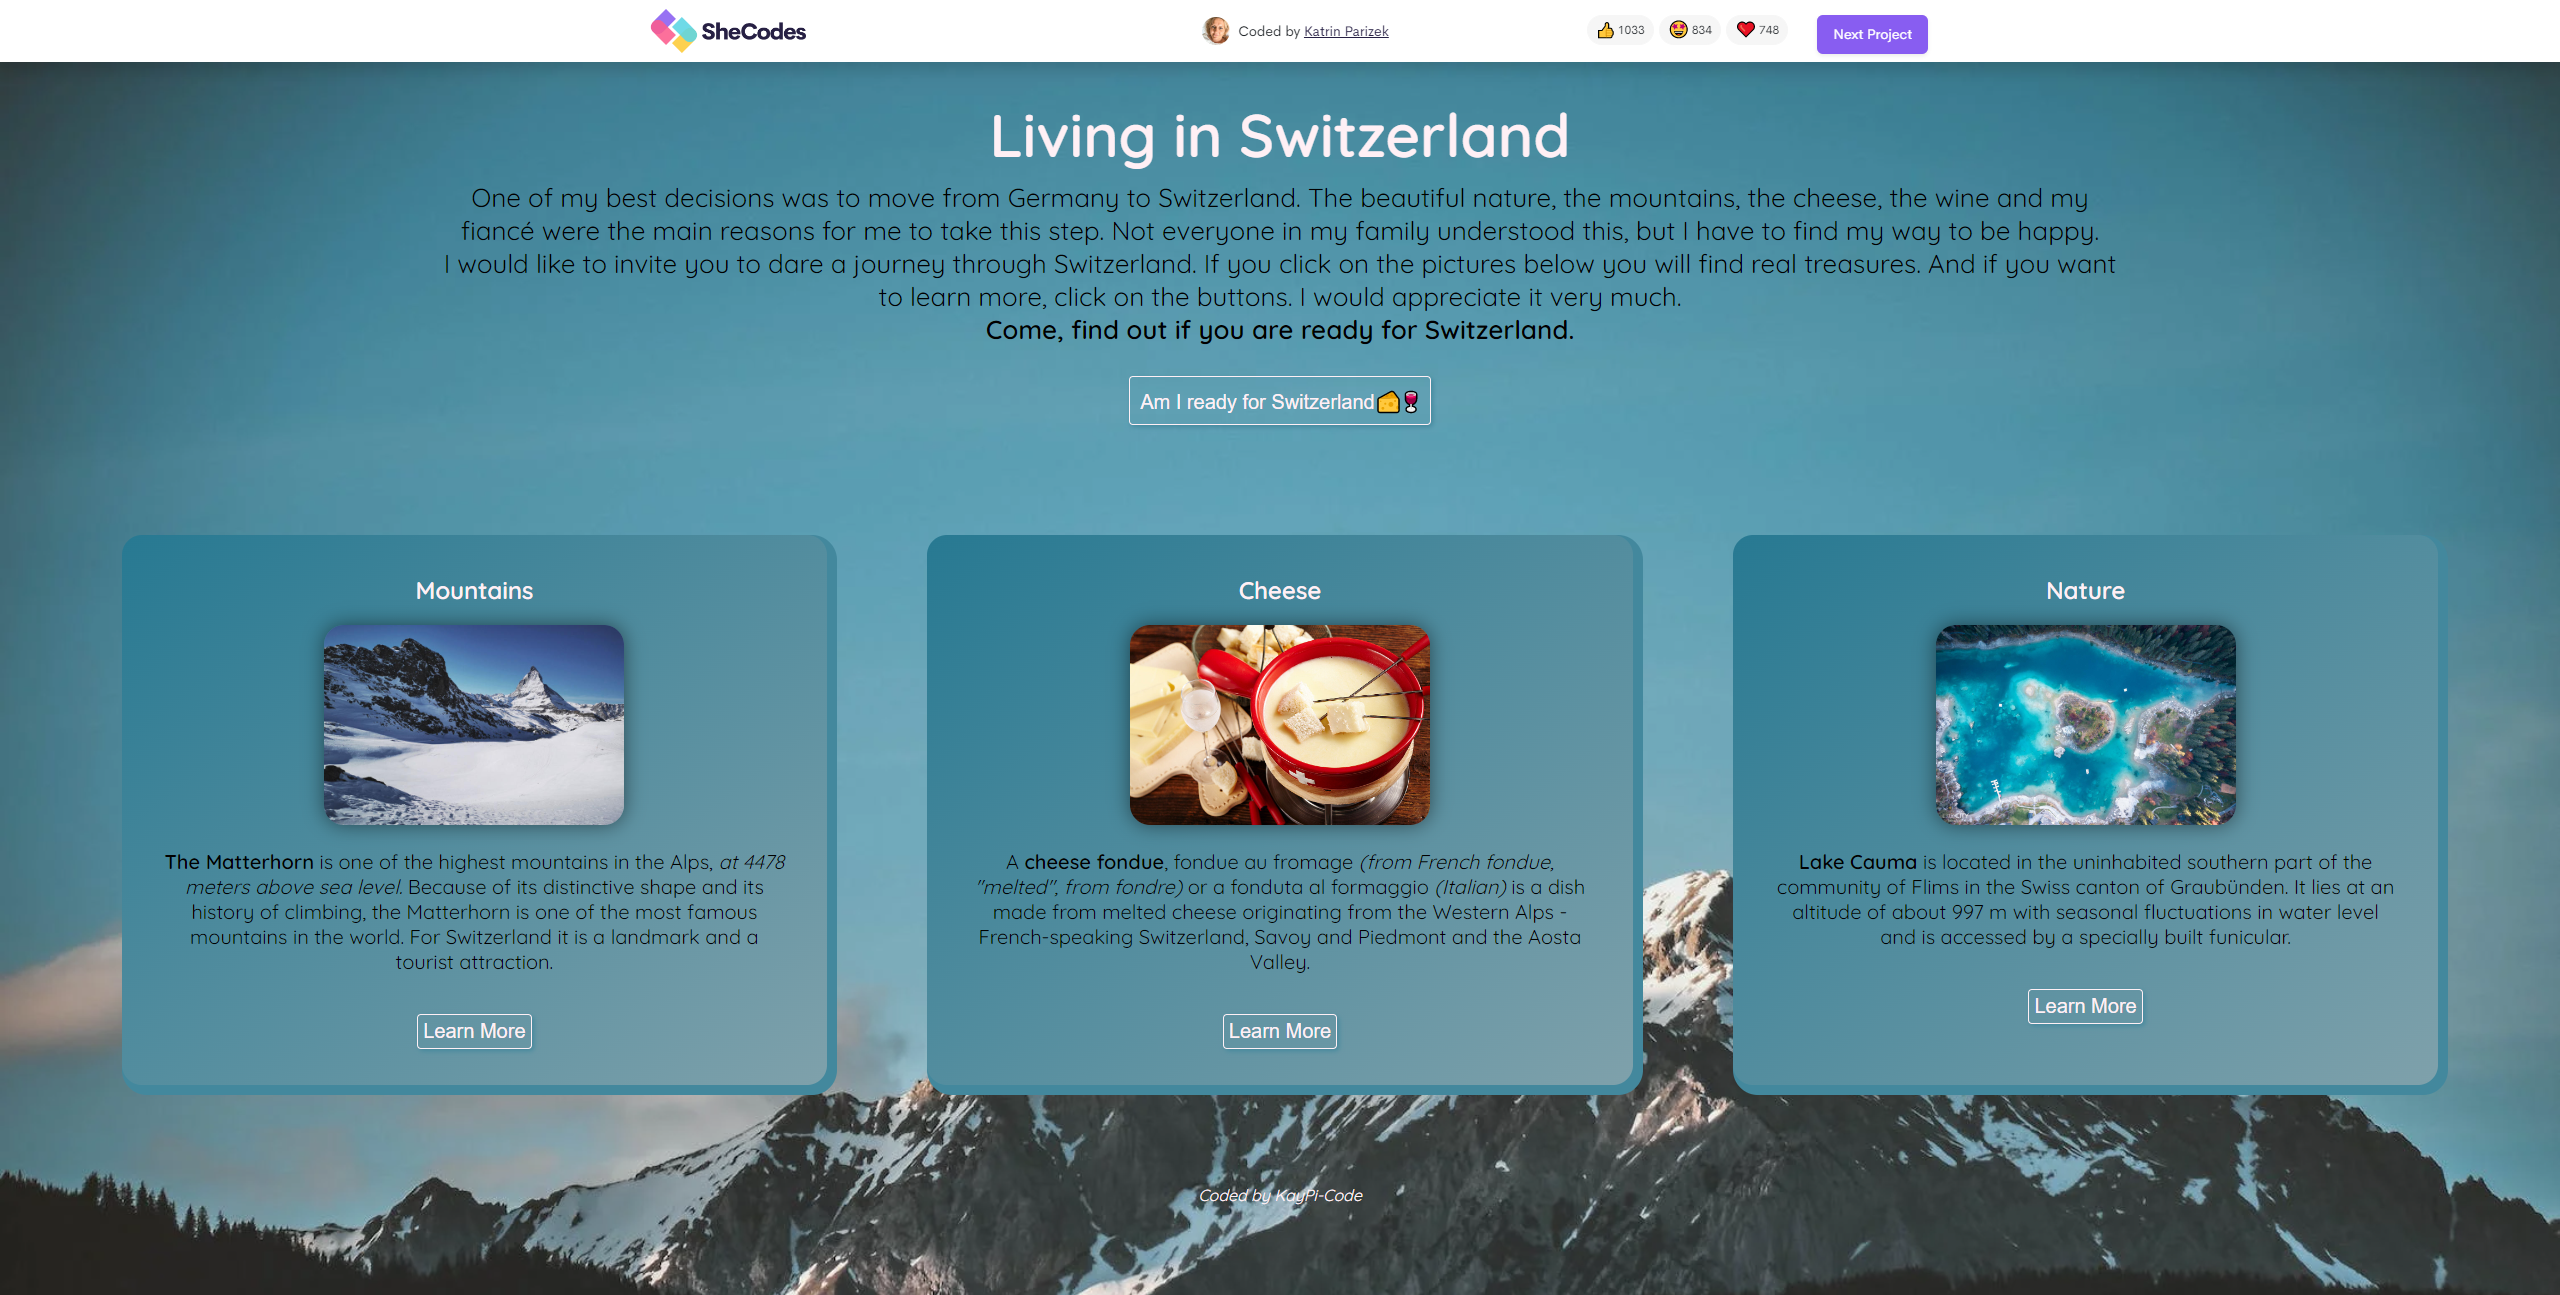 SheCodes
Coded by Katrin Parizek
1033
834
748
Next Project
Living in Switzerland
One of my best decisions was to move from Germany to Switzerland. The beautiful nature, the mountains, the cheese, the wine and my
fiancé were the main reasons for me to take this step. Not everyone in my family understood this, but I have to find my way to be happy.
I would like to invite you to dare a journey through Switzerland. If you click on the pictures below you will find real treasures. And if you want
to learn more, click on the buttons. I would appreciate it very much.
Come, find out if you are ready for Switzerland.
Am I ready for Switzerland🧀🍷
Mountains
The Matterhorn is one of the highest mountains in the Alps, at 4478
meters above sea level. Because of its distinctive shape and its
history of climbing, the Matterhorn is one of the most famous
mountains in the world. For Switzerland it is a landmark and a
tourist attraction.
Learn More
Cheese
A cheese fondue, fondue au fromage (from French fondue,
"melted", from fondre) or a fonduta al formaggio (Italian) is a dish
made from melted cheese originating from the Western Alps -
French-speaking Switzerland, Savoy and Piedmont and the Aosta
Valley.
Learn More
Nature
Lake Cauma is located in the uninhabited southern part of the
community of Flims in the Swiss canton of Graubünden. It lies at an
altitude of about 997 m with seasonal fluctuations in water level
and is accessed by a specially built funicular.
Learn More
Coded by KayPi-Code